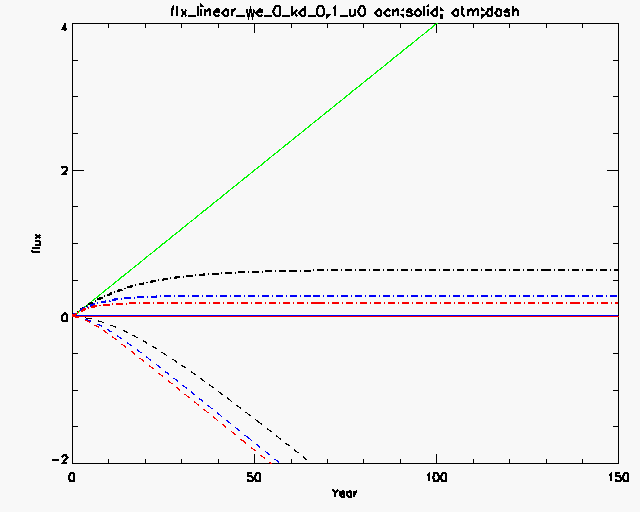 flx_linear_we_0_kd_0,1_u0 ocn:solid; atm:dash
4
2
flux
0
-2
0 50 100 150
Year